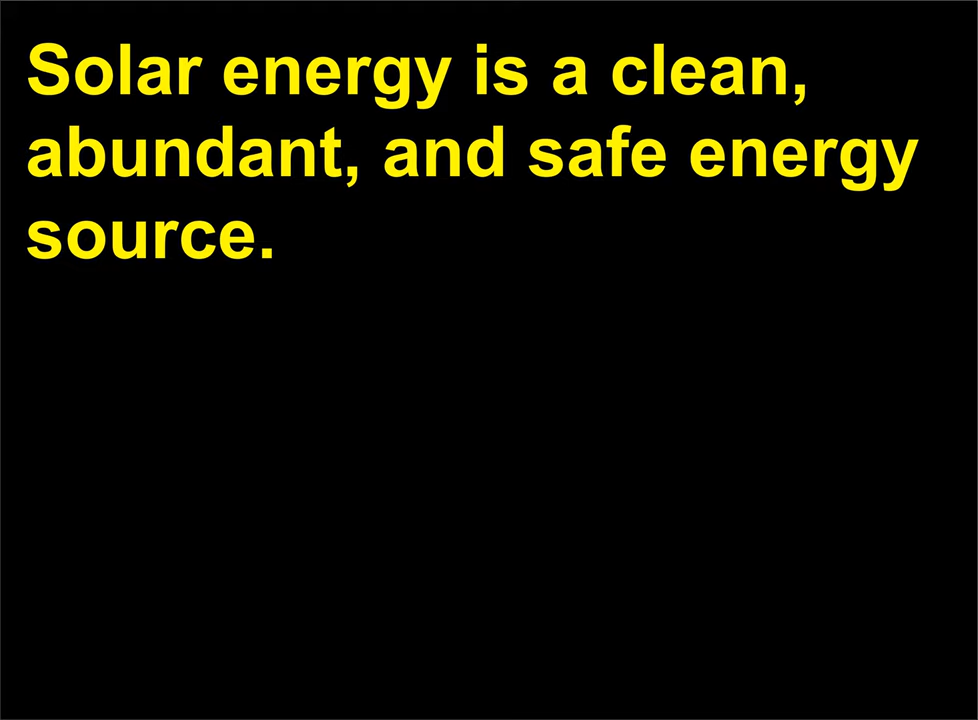 Solar energy is a clean,
abundant, and safe energy
source.